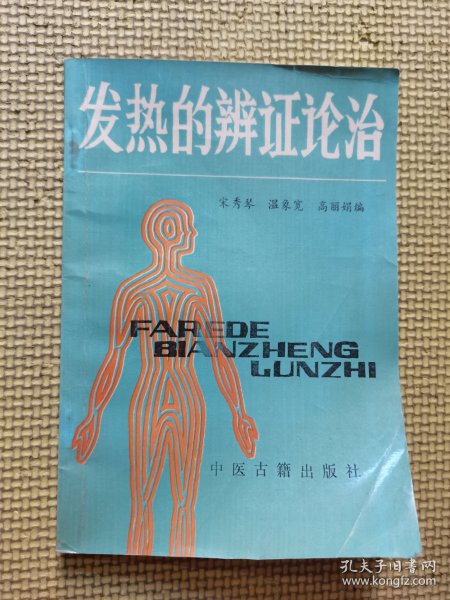 发热的辨证论治
宋秀琴 温象宽 高丽娟编
FAREDE
BIANZHENG
LUNZHI
中医古籍出版社
孔夫子旧书网
www.kongfz.com